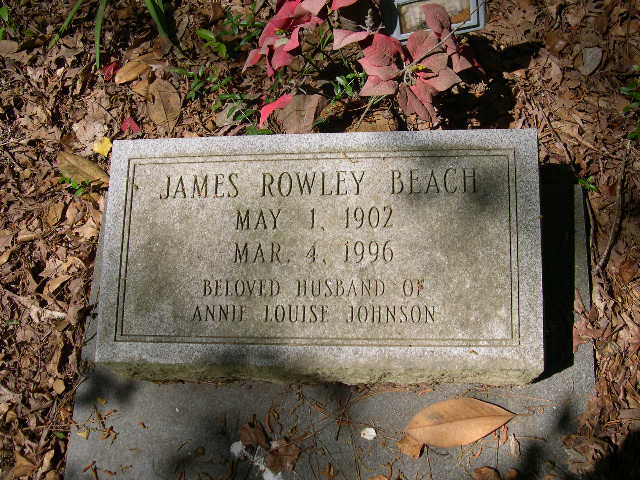 JAMES ROWLEY BEACH
MAY 1, 1902
MAR. 4, 1996
BELOVED HUSBAND OF
ANNIE LOUISE JOHNSON